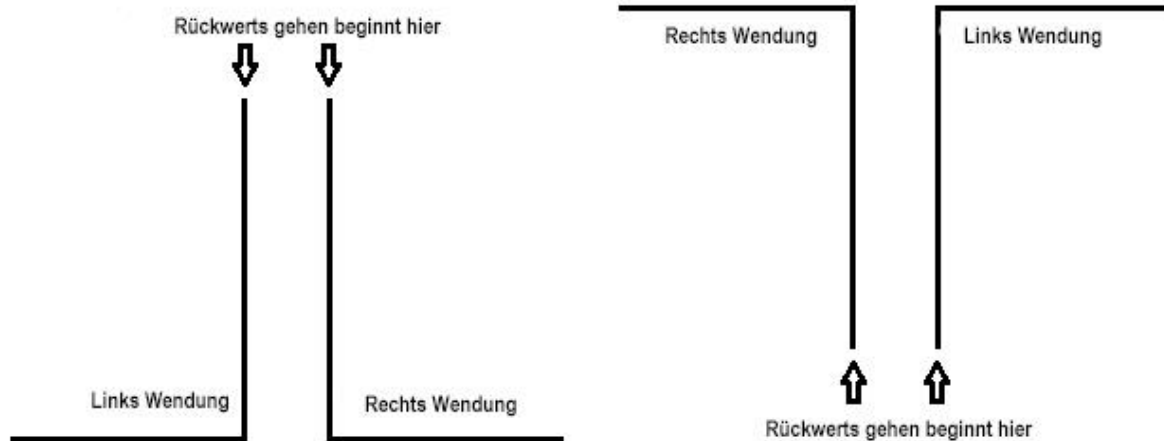 Rückwerts gehen beginnt hier
Links Wendung
Rechts Wendung
Rechts Wendung
Links Wendung
Rückwerts gehen beginnt hier